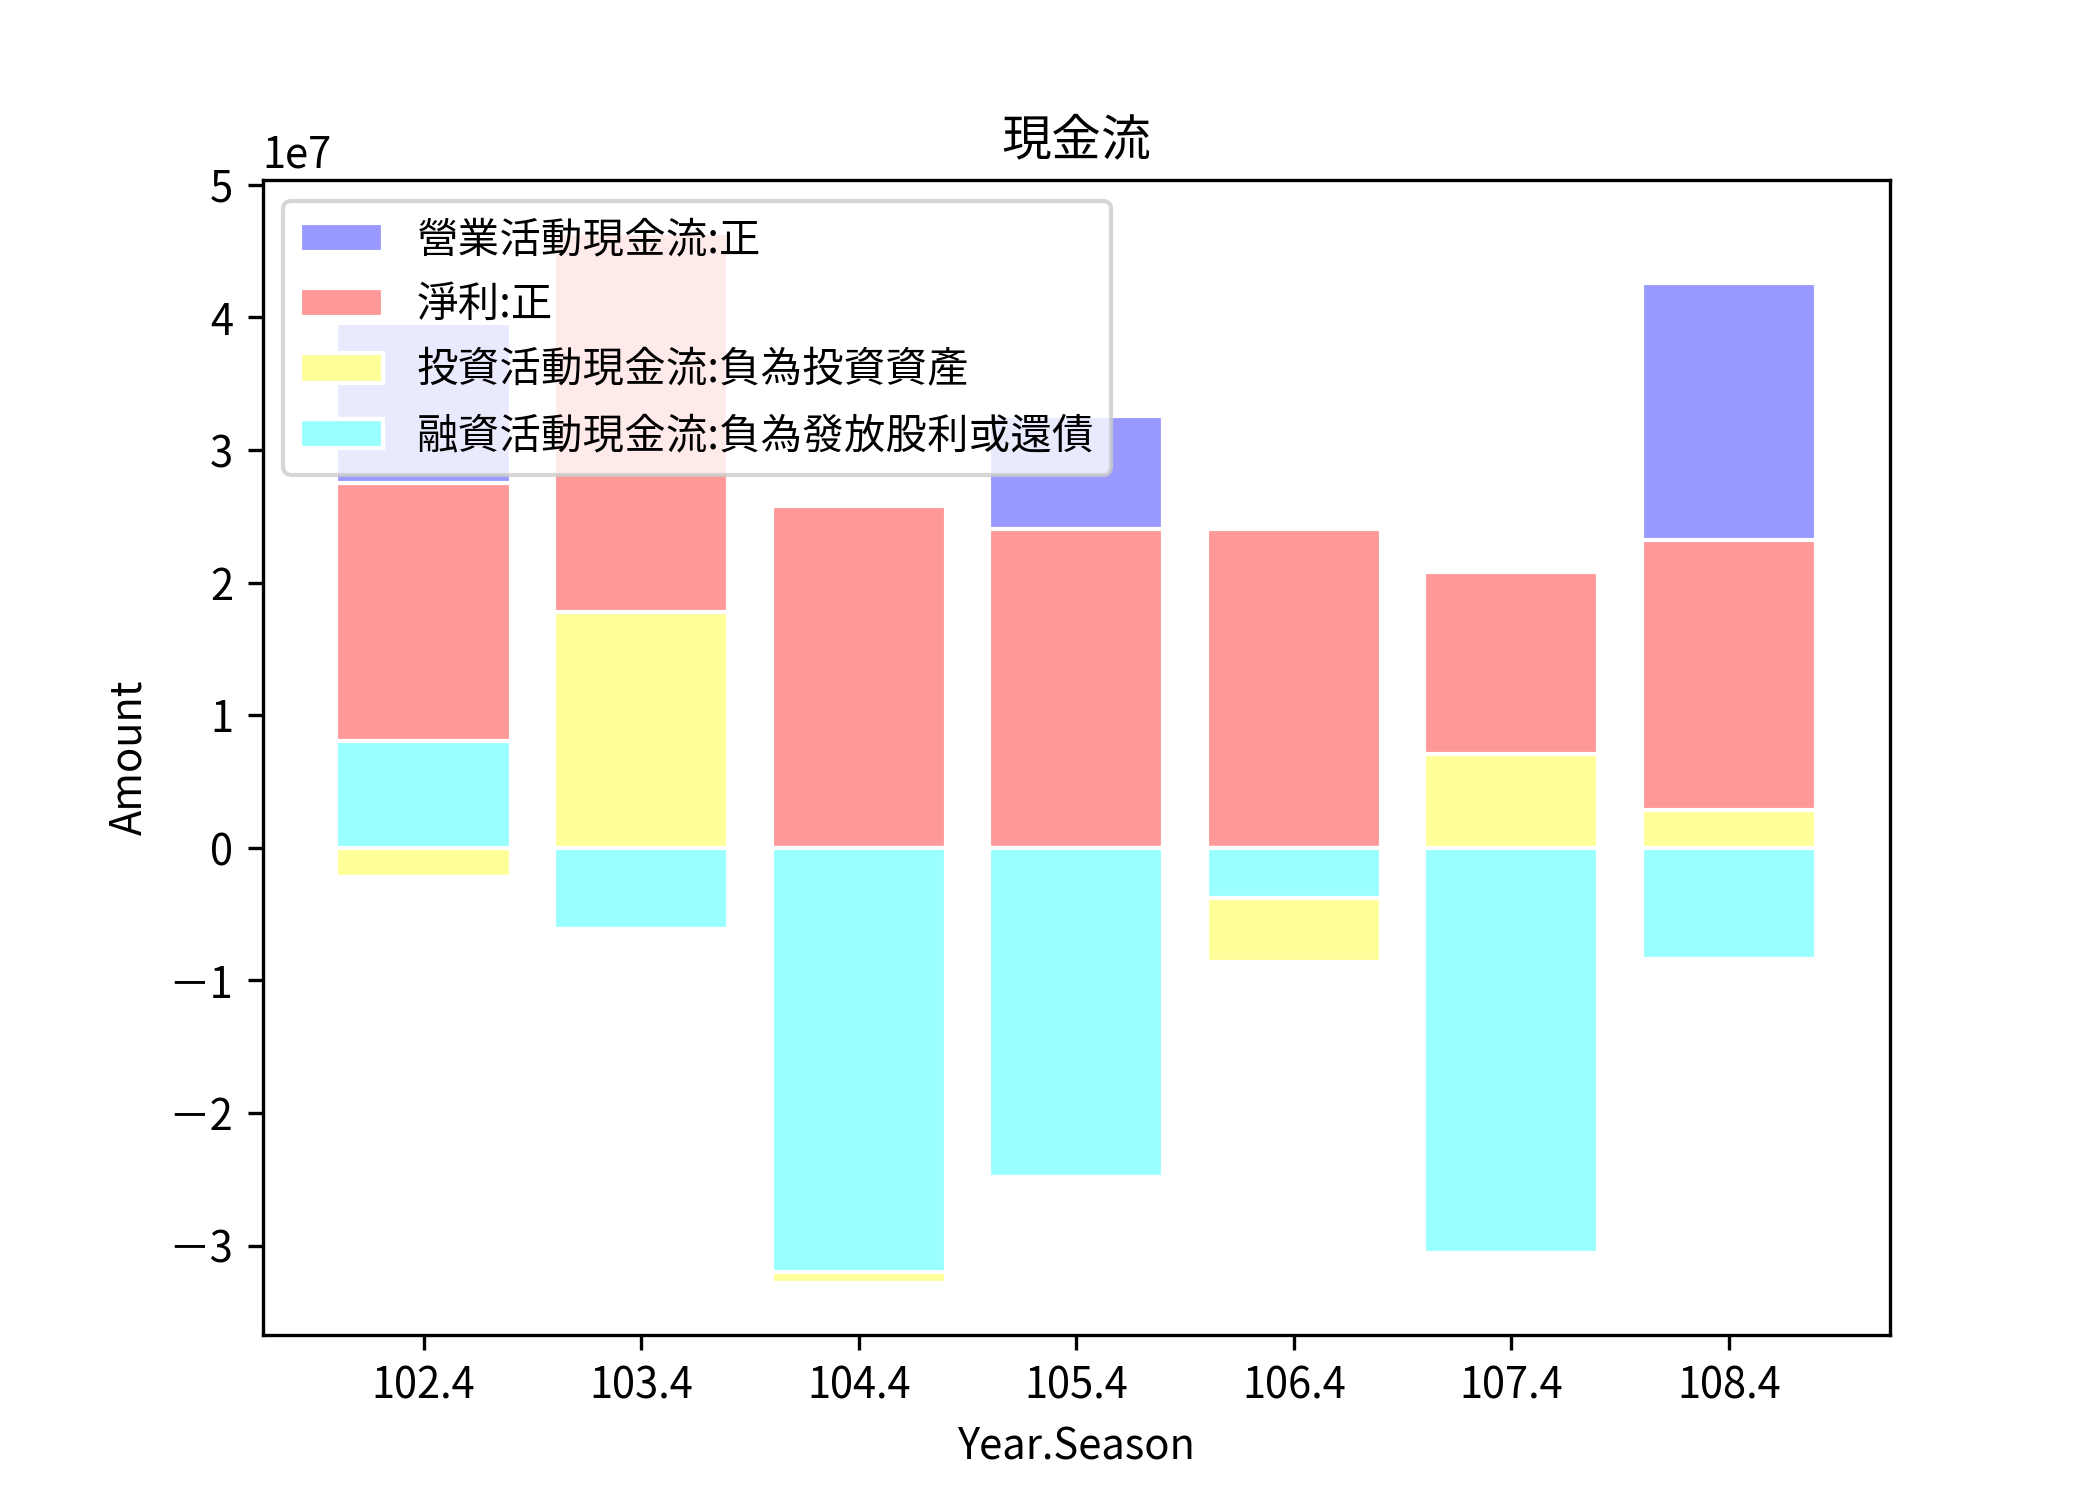 現金流
1e7
5
4
3
2
1
0
−1
−2
−3
Amount
營業活動現金流:正
淨利:正
投資活動現金流:負為投資資產
融資活動現金流:負為發放股利或還債
102.4 103.4 104.4 105.4 106.4 107.4 108.4
Year.Season